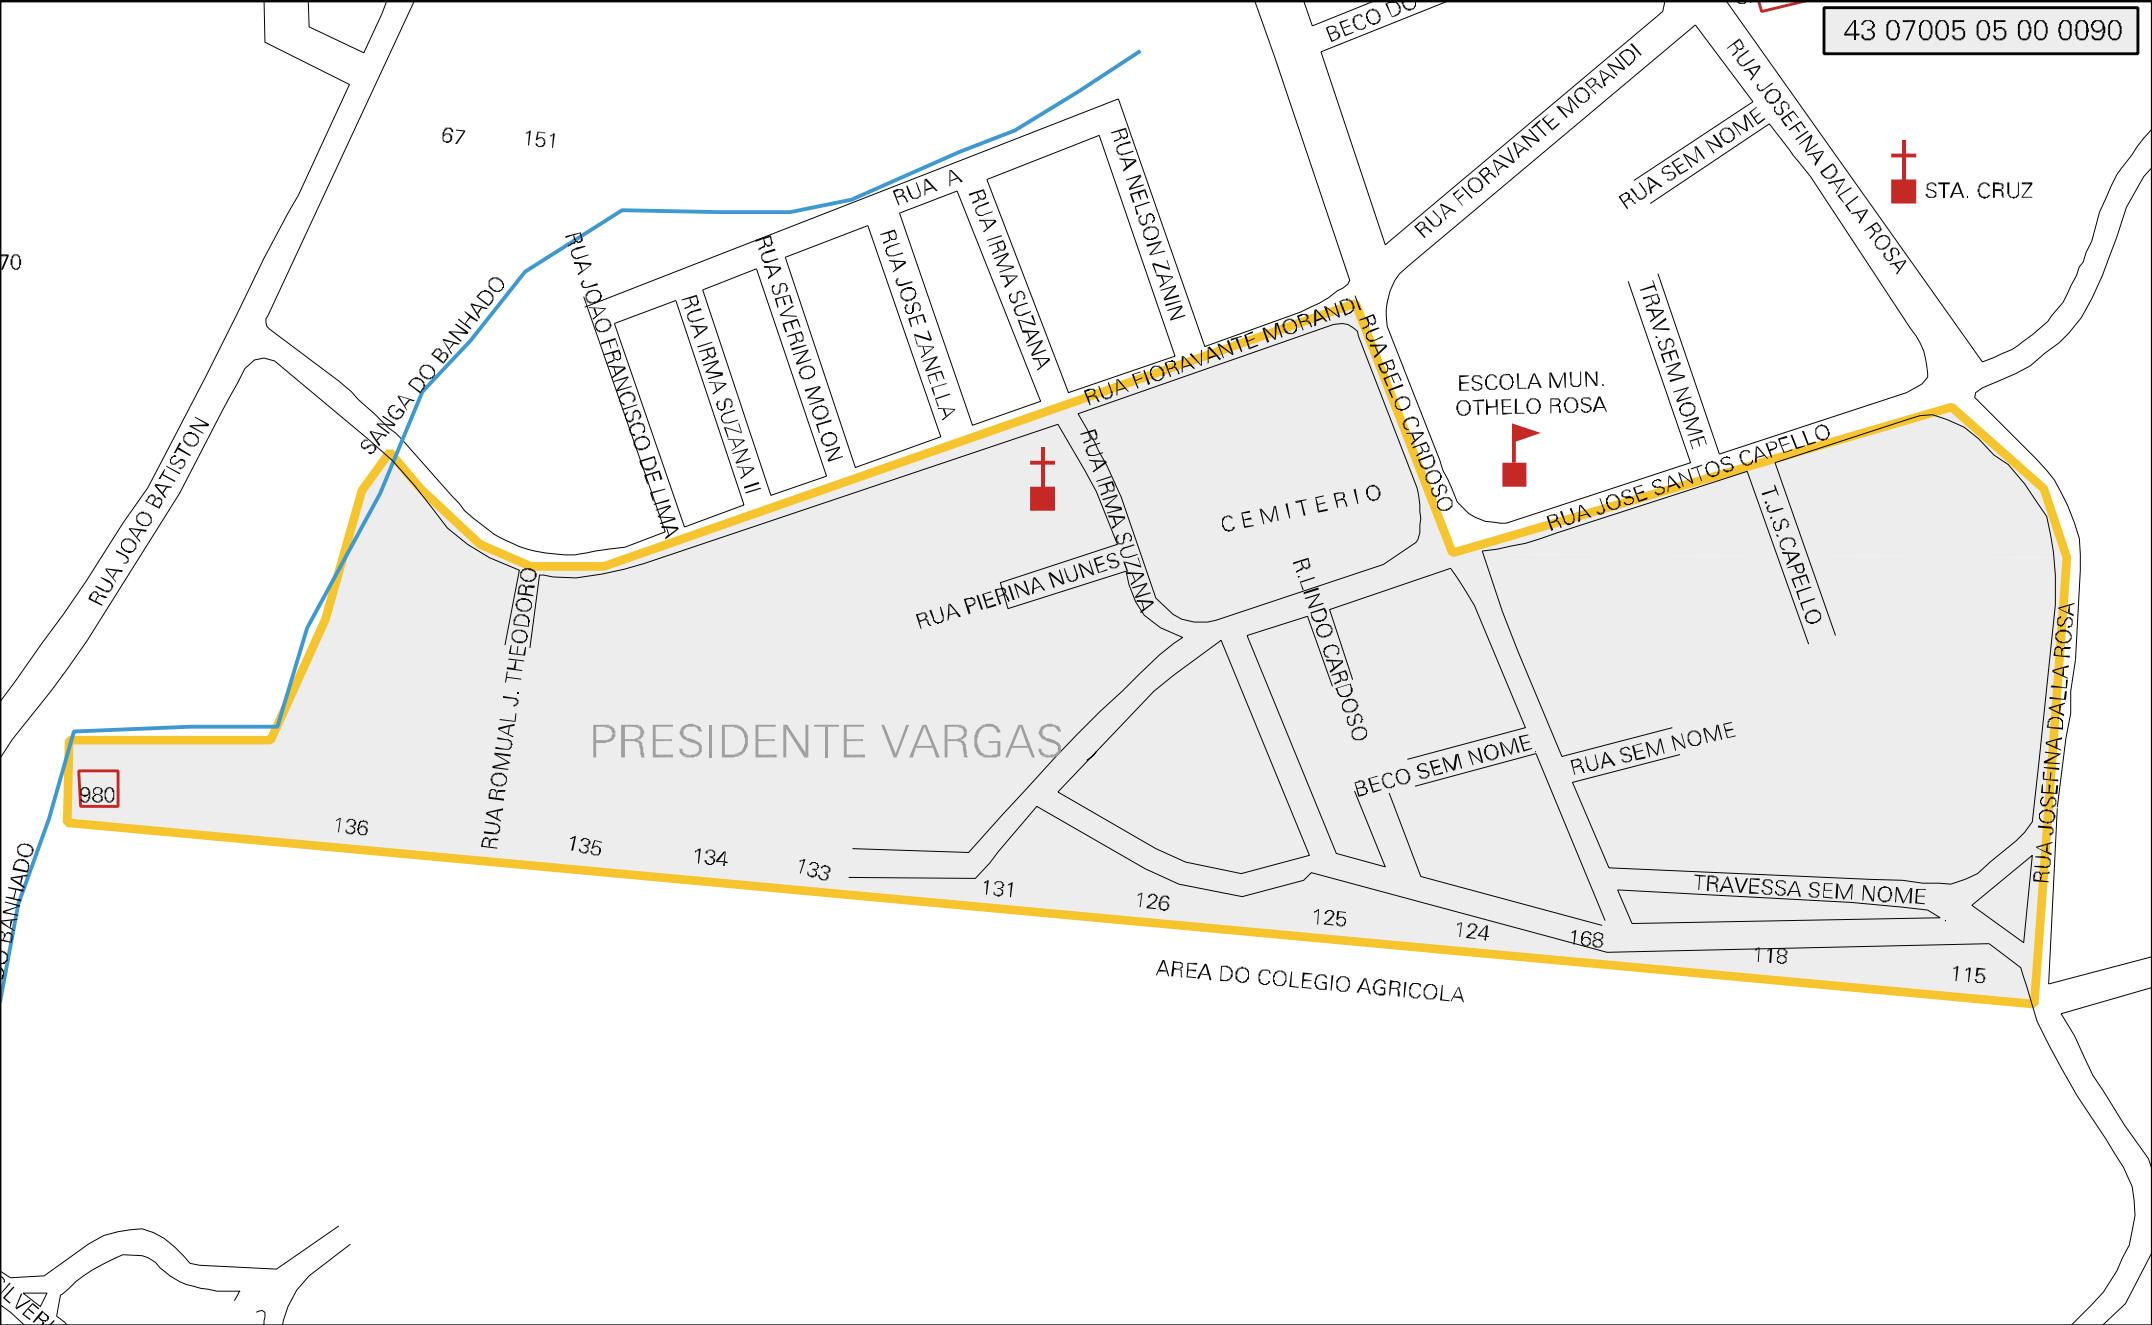 43 07005 05 00 0090
BECO DO
RUA FIORAVANTE MORANDI
RUA JOSEFINA DALLA ROSA
RUA SEM NOME
STA. CRUZ
67
151
70
RUA A
RUA NELSON ZANIN
RUA IRMA SUZANA
RUA JOSE ZANELLA
RUA SEVERINO MOLON
RUA IRMA SUZANA II
RUA JOÃO FRANCISCO DE LIMA
SANGA DO BANHADO
RUA JOAO BATISTON
RUA FIORAVANTE MORANDI
RUA BELO CARDOSO
TRAV.SEM NOME
ESCOLA MUN.
OTHELO ROSA
RUA JOSE SANTOS CAPELLO
T.J.S.CAPELLO
CEMITERIO
RUA IRMA SUZANA
RUA PIERINA NUNES
R.LINDO CARDOSO
RUA ROMUAL J. THEODORO
PRESIDENTE VARGAS
BECO SEM NOME
RUA SEM NOME
RUA JOSEFINA DALLA ROSA
980
136
135
134
133
131
126
125
124
168
118
115
TRAVESSA SEM NOME
AREA DO COLEGIO AGRICOLA
DO BANHADO